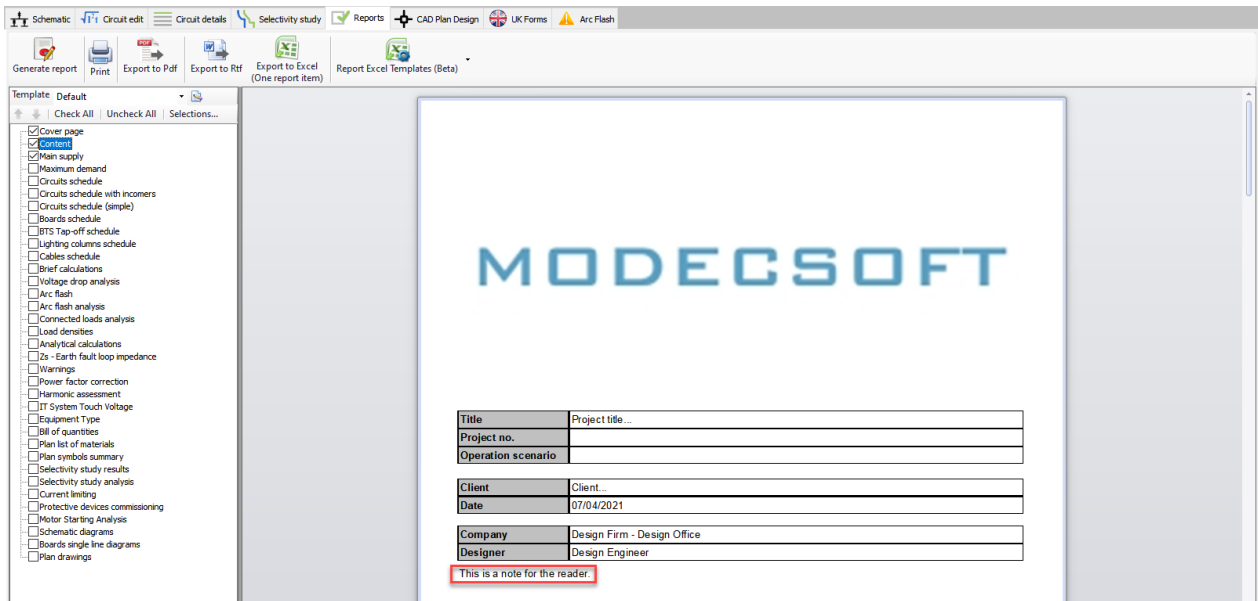 Schematic Circuit edit Circuit details Selectivity study Reports CAD Plan Design UK Forms Arc Flash
Generate report Print Export to Pdf Export to Rtf Export to Excel (One report item) Report Excel Templates (Beta)
Template Default
Check All Uncheck All Selections...
Cover page
Content
Main supply
Maximum demand
Circuits schedule
Circuits schedule with incomers
Circuits schedule (simple)
Boards schedule
BTS Tap-off schedule
Lighting columns schedule
Cables schedule
Brief calculations
Voltage drop analysis
Arc flash
Arc flash analysis
Connected loads analysis
Load densities
Analytical calculations
Zs - Earth fault loop impedance
Warnings
Power factor correction
Harmonic assessment
IT System Touch Voltage
Equipment Type
Bill of quantities
Plan list of materials
Plan symbols summary
Selectivity study results
Selectivity study analysis
Current limiting
Protective devices commissioning
Motor Starting Analysis
Schematic diagrams
Boards single line diagrams
Plan drawings
MODECSOFT
Title Project title...
Project no.
Operation scenario
Client Client...
Date 07/04/2021
Company Design Firm - Design Office
Designer Design Engineer
This is a note for the reader.